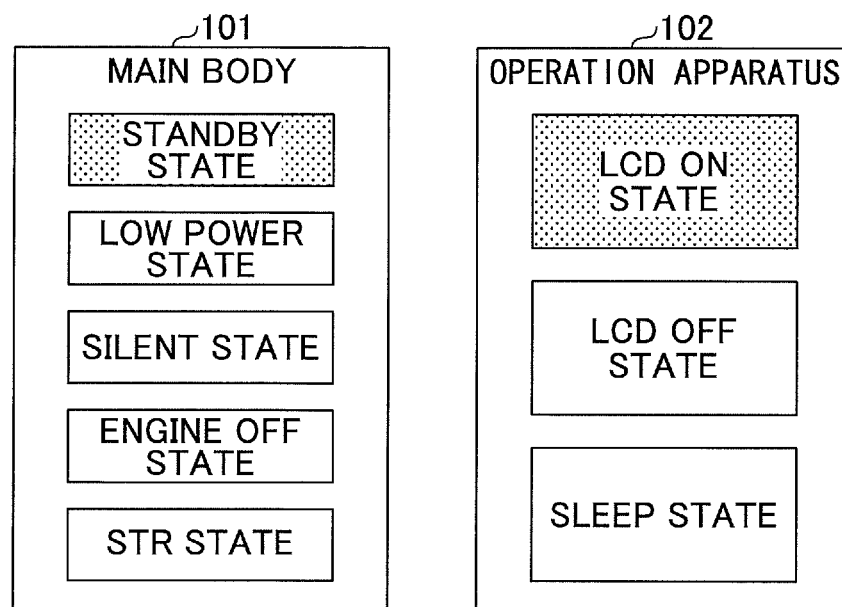 101
MAIN BODY
STANDBY
STATE
LOW POWER
STATE
SILENT STATE
ENGINE OFF
STATE
STR STATE
102
OPERATION APPARATUS
LCD ON
STATE
LCD OFF
STATE
SLEEP STATE